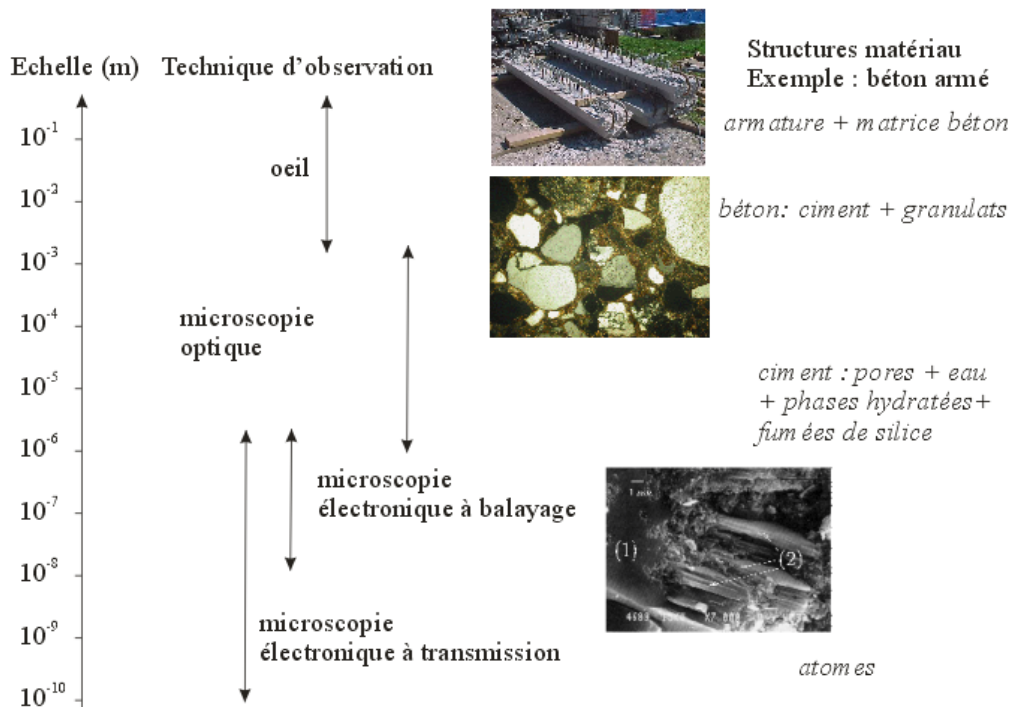 Echelle (m)
Technique d'observation
Structures matériau
Exemple : béton armé
armature + matrice béton
10⁻¹
oeil
10⁻²
béton: ciment + granulats
10⁻³
10⁻⁴
microscopie
optique
10⁻⁵
ciment : pores + eau
+ phases hydratées+
fumées de silice
10⁻⁶
microscopie
électronique à balayage
10⁻⁷
(1)
(2)
10⁻⁸
microscopie
électronique à transmission
10⁻⁹
atomes
10⁻¹⁰